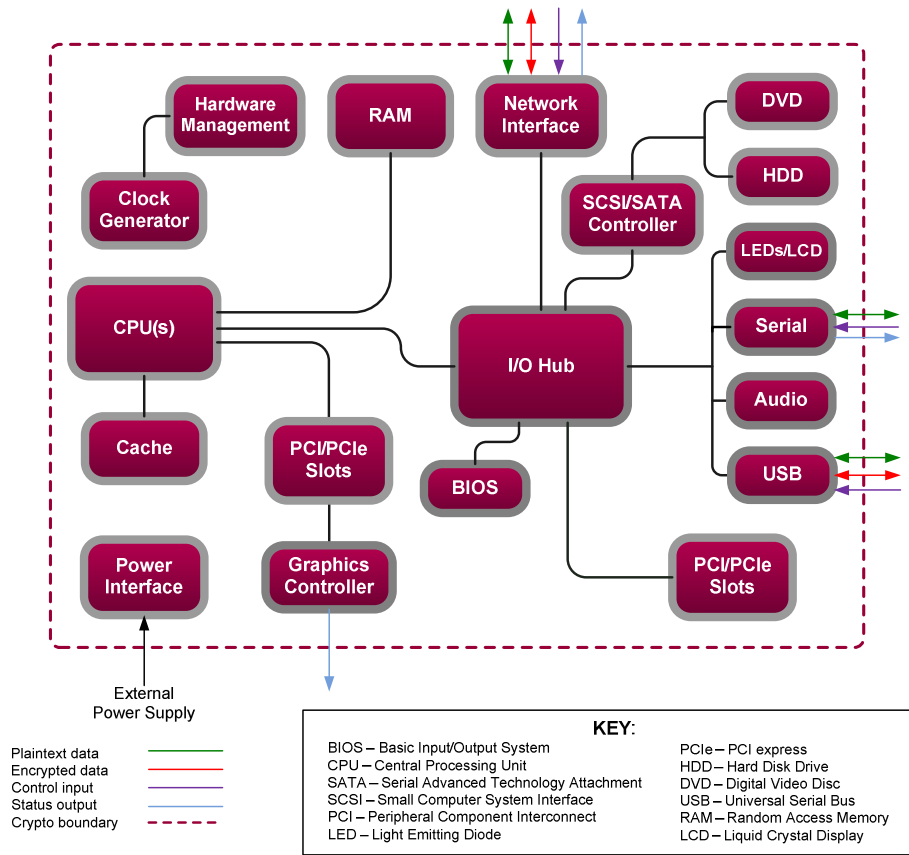 Hardware
Management
RAM
Network
Interface
DVD
HDD
Clock
Generator
SCSI/SATA
Controller
LEDs/LCD
CPU(s)
I/O Hub
Serial
Audio
Cache
PCI/PCIe
Slots
BIOS
USB
Power
Interface
Graphics
Controller
PCI/PCIe
Slots
External
Power Supply
Plaintext data
Encrypted data
Control input
Status output
Crypto boundary
KEY:
BIOS – Basic Input/Output System
CPU – Central Processing Unit
SATA – Serial Advanced Technology Attachment
SCSI – Small Computer System Interface
PCI – Peripheral Component Interconnect
LED – Light Emitting Diode
PCIe – PCI express
HDD – Hard Disk Drive
DVD – Digital Video Disc
USB – Universal Serial Bus
RAM – Random Access Memory
LCD – Liquid Crystal Display